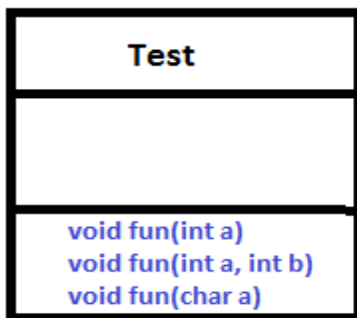 Test
void fun(int a)
void fun(int a, int b)
void fun(char a)